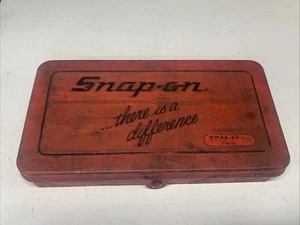 Snap-on
...there is a
difference